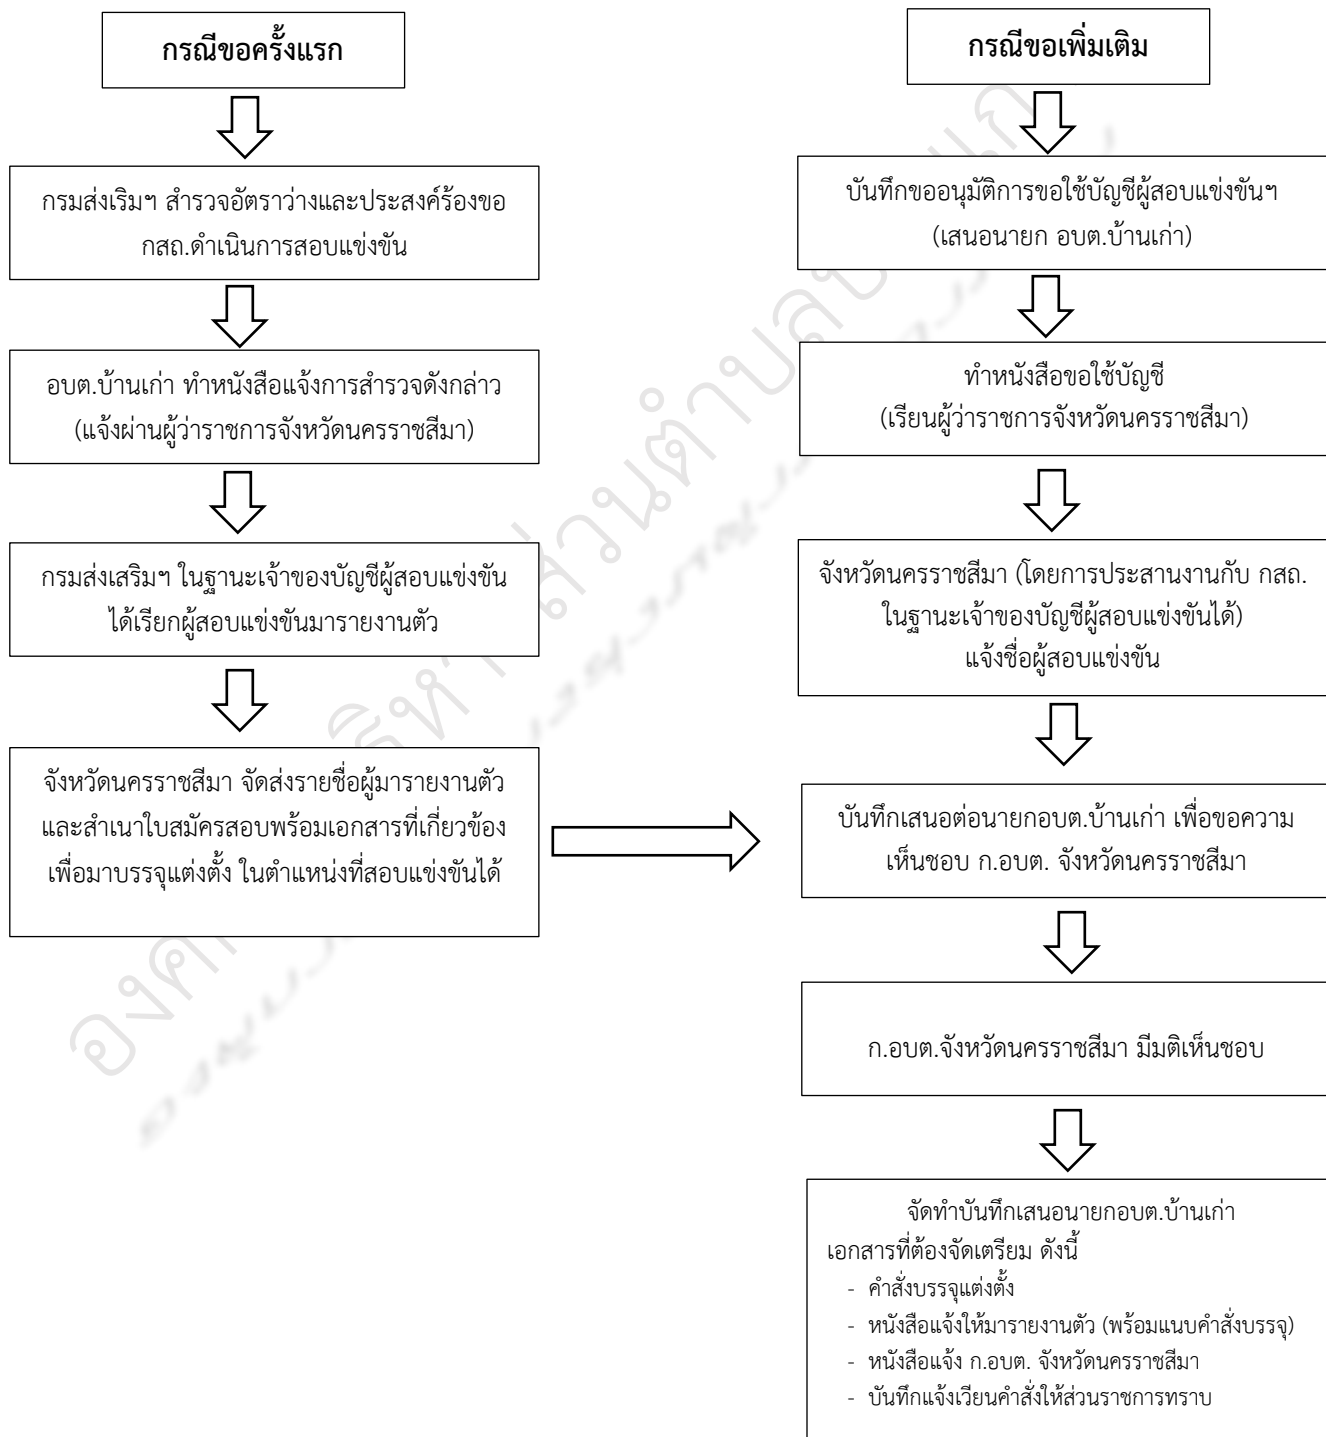 กรณีขอครั้งแรก
กรมส่งเริมฯ สำรวจอัตราว่างและประสงค์ร้องขอ
กสถ.ดำเนินการสอบแข่งขัน
อบต.บ้านเก่า ทำหนังสือแจ้งการสำรวจดังกล่าว
(แจ้งผ่านผู้ว่าราชการจังหวัดนครราชสีมา)
กรมส่งเสริมฯ ในฐานะเจ้าของบัญชีผู้สอบแข่งขัน
ได้เรียกผู้สอบแข่งขันมารายงานตัว
จังหวัดนครราชสีมา จัดส่งรายชื่อผู้มารายงานตัว
และสำเนาใบสมัครสอบพร้อมเอกสารที่เกี่ยวข้อง
เพื่อมาบรรจุแต่งตั้ง ในตำแหน่งที่สอบแข่งขันได้
กรณีขอเพิ่มเติม
บันทึกขออนุมัติการขอใช้บัญชีผู้สอบแข่งขันฯ
(เสนอนายก อบต.บ้านเก่า)
ทำหนังสือขอใช้บัญชี
(เรียนผู้ว่าราชการจังหวัดนครราชสีมา)
จังหวัดนครราชสีมา (โดยการประสานงานกับ กสถ.
ในฐานะเจ้าของบัญชีผู้สอบแข่งขันได้)
แจ้งชื่อผู้สอบแข่งขัน
บันทึกเสนอต่อนายกอบต.บ้านเก่า เพื่อขอความ
เห็นชอบ ก.อบต. จังหวัดนครราชสีมา
ก.อบต.จังหวัดนครราชสีมา มีมติเห็นชอบ
จัดทำบันทึกเสนอนายกอบต.บ้านเก่า
เอกสารที่ต้องจัดเตรียม ดังนี้
- คำสั่งบรรจุแต่งตั้ง
- หนังสือแจ้งให้มารายงานตัว (พร้อมแนบคำสั่งบรรจุ)
- หนังสือแจ้ง ก.อบต. จังหวัดนครราชสีมา
- บันทึกแจ้งเวียนคำสั่งให้ส่วนราชการทราบ